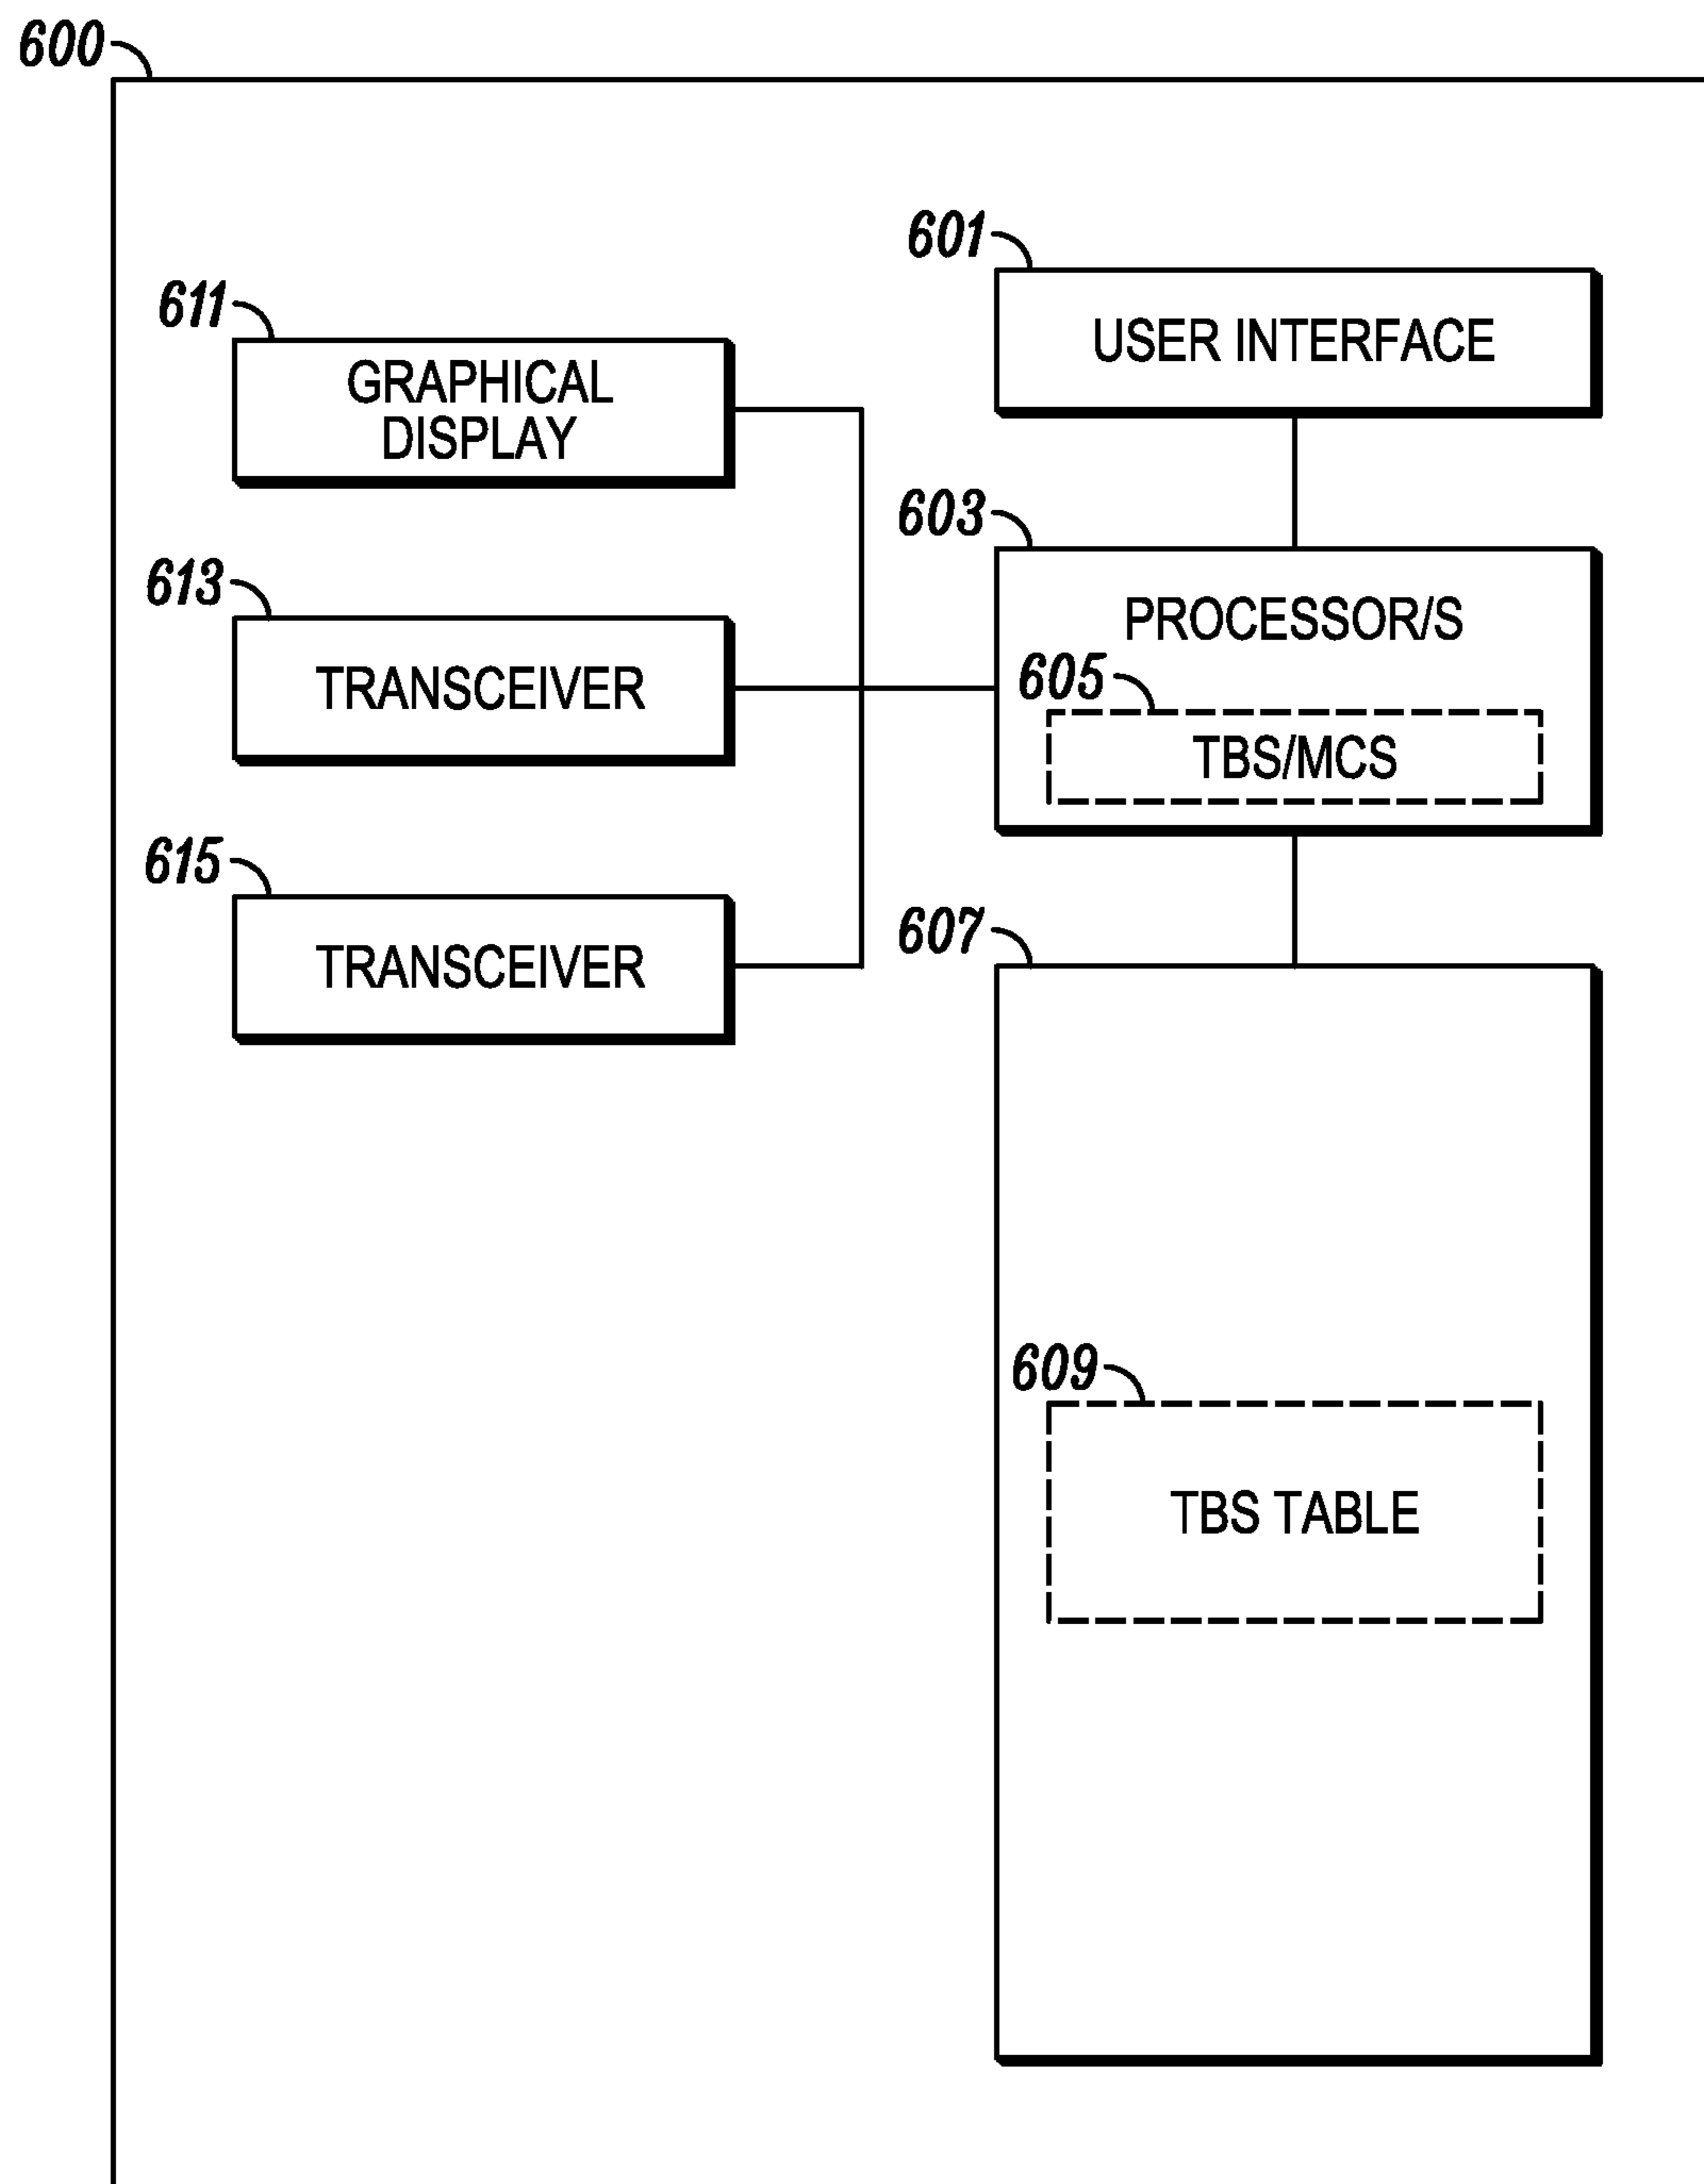 600
601
USER INTERFACE
611
GRAPHICAL
DISPLAY
603
PROCESSOR/S
605
TBS/MCS
613
TRANSCEIVER
615
TRANSCEIVER
607
609
TBS TABLE